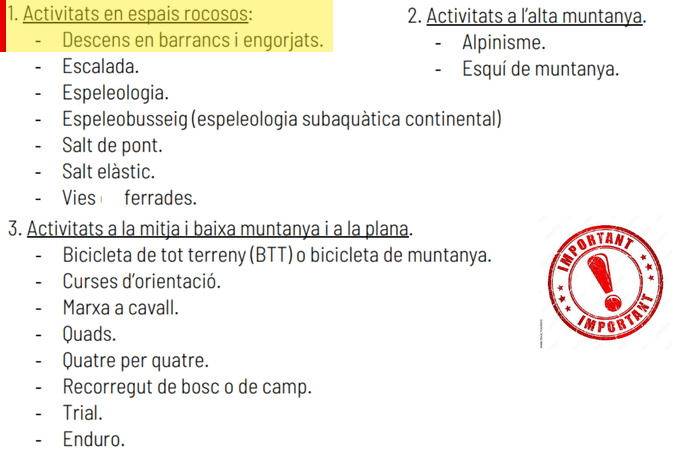 1. Activitats en espais rocosos:
- Descens en barrancs i engorjats.
- Escalada.
- Espeleologia.
- Espeleobusseig (espeleologia subaquàtica continental)
- Salt de pont.
- Salt elàstic.
- Vies ferrades.
2. Activitats a l'alta muntanya.
- Alpinisme.
- Esquí de muntanya.
3. Activitats a la mitja i baixa muntanya i a la plana.
- Bicicleta de tot terreny (BTT) o bicicleta de muntanya.
- Curses d'orientació.
- Marxa a cavall.
- Quads.
- Quatre per quatre.
- Recorregut de bosc o de camp.
- Trial.
- Enduro.
IMPORTANT
IMPORTANT